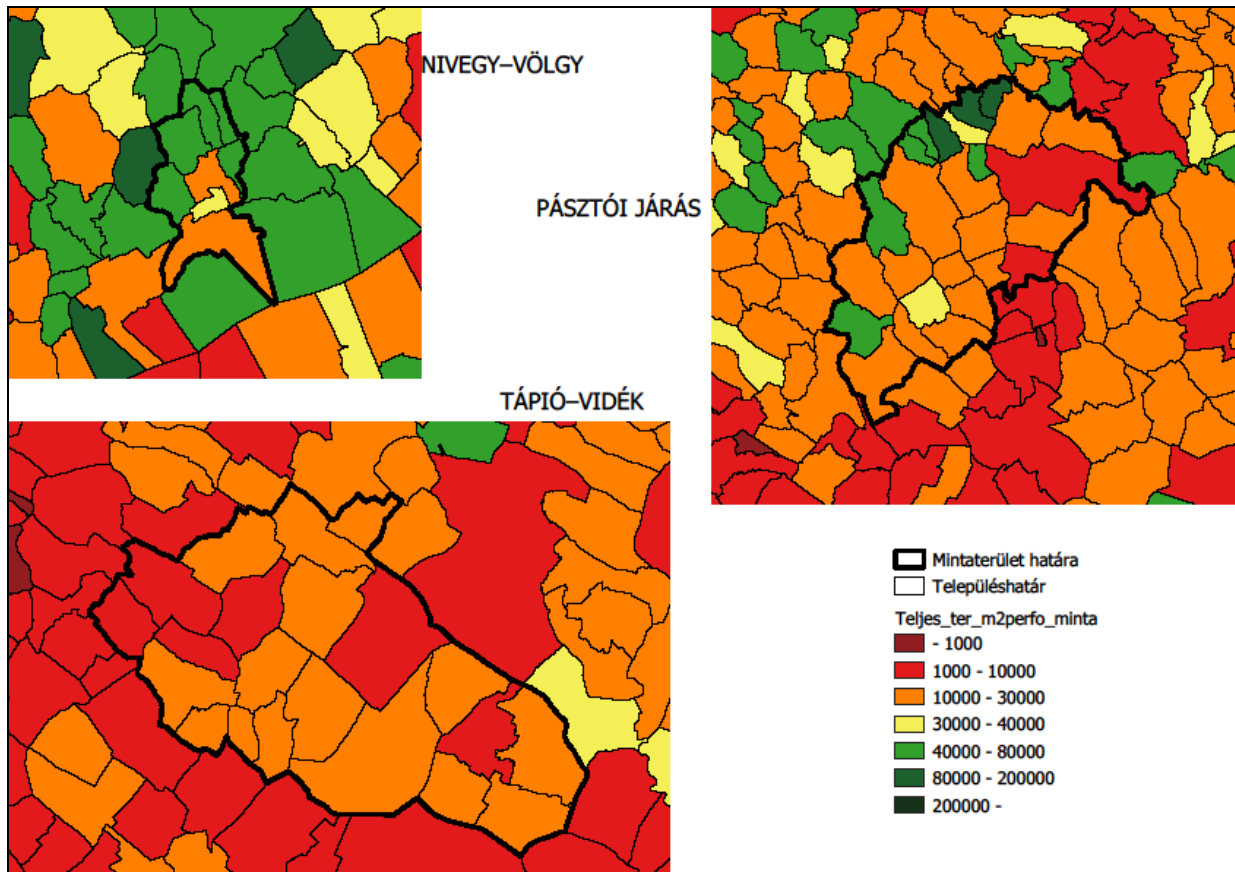 NIVEGY–VÖLGY
PÁSZTÓI JÁRÁS
TÁPIÓ–VIDÉK
Mintaterület határa
Településhatár
Teljes_ter_m2perfo_minta
- 1000
1000 - 10000
10000 - 30000
30000 - 40000
40000 - 80000
80000 - 200000
200000 -